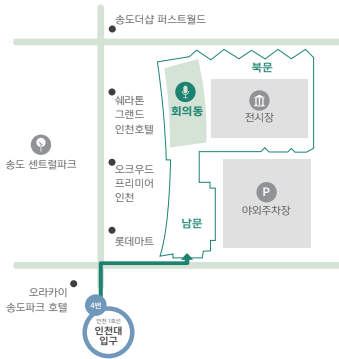 송도더샵 퍼스트월드
북문
쉐라톤
그랜드
인천호텔
회의동
전시장
송도 센트럴파크
오크우드
프리미어
인천
P
야외주차장
남문
롯데마트
오라카이
송도파크 호텔
4번
인천 1호선
인천대
입구